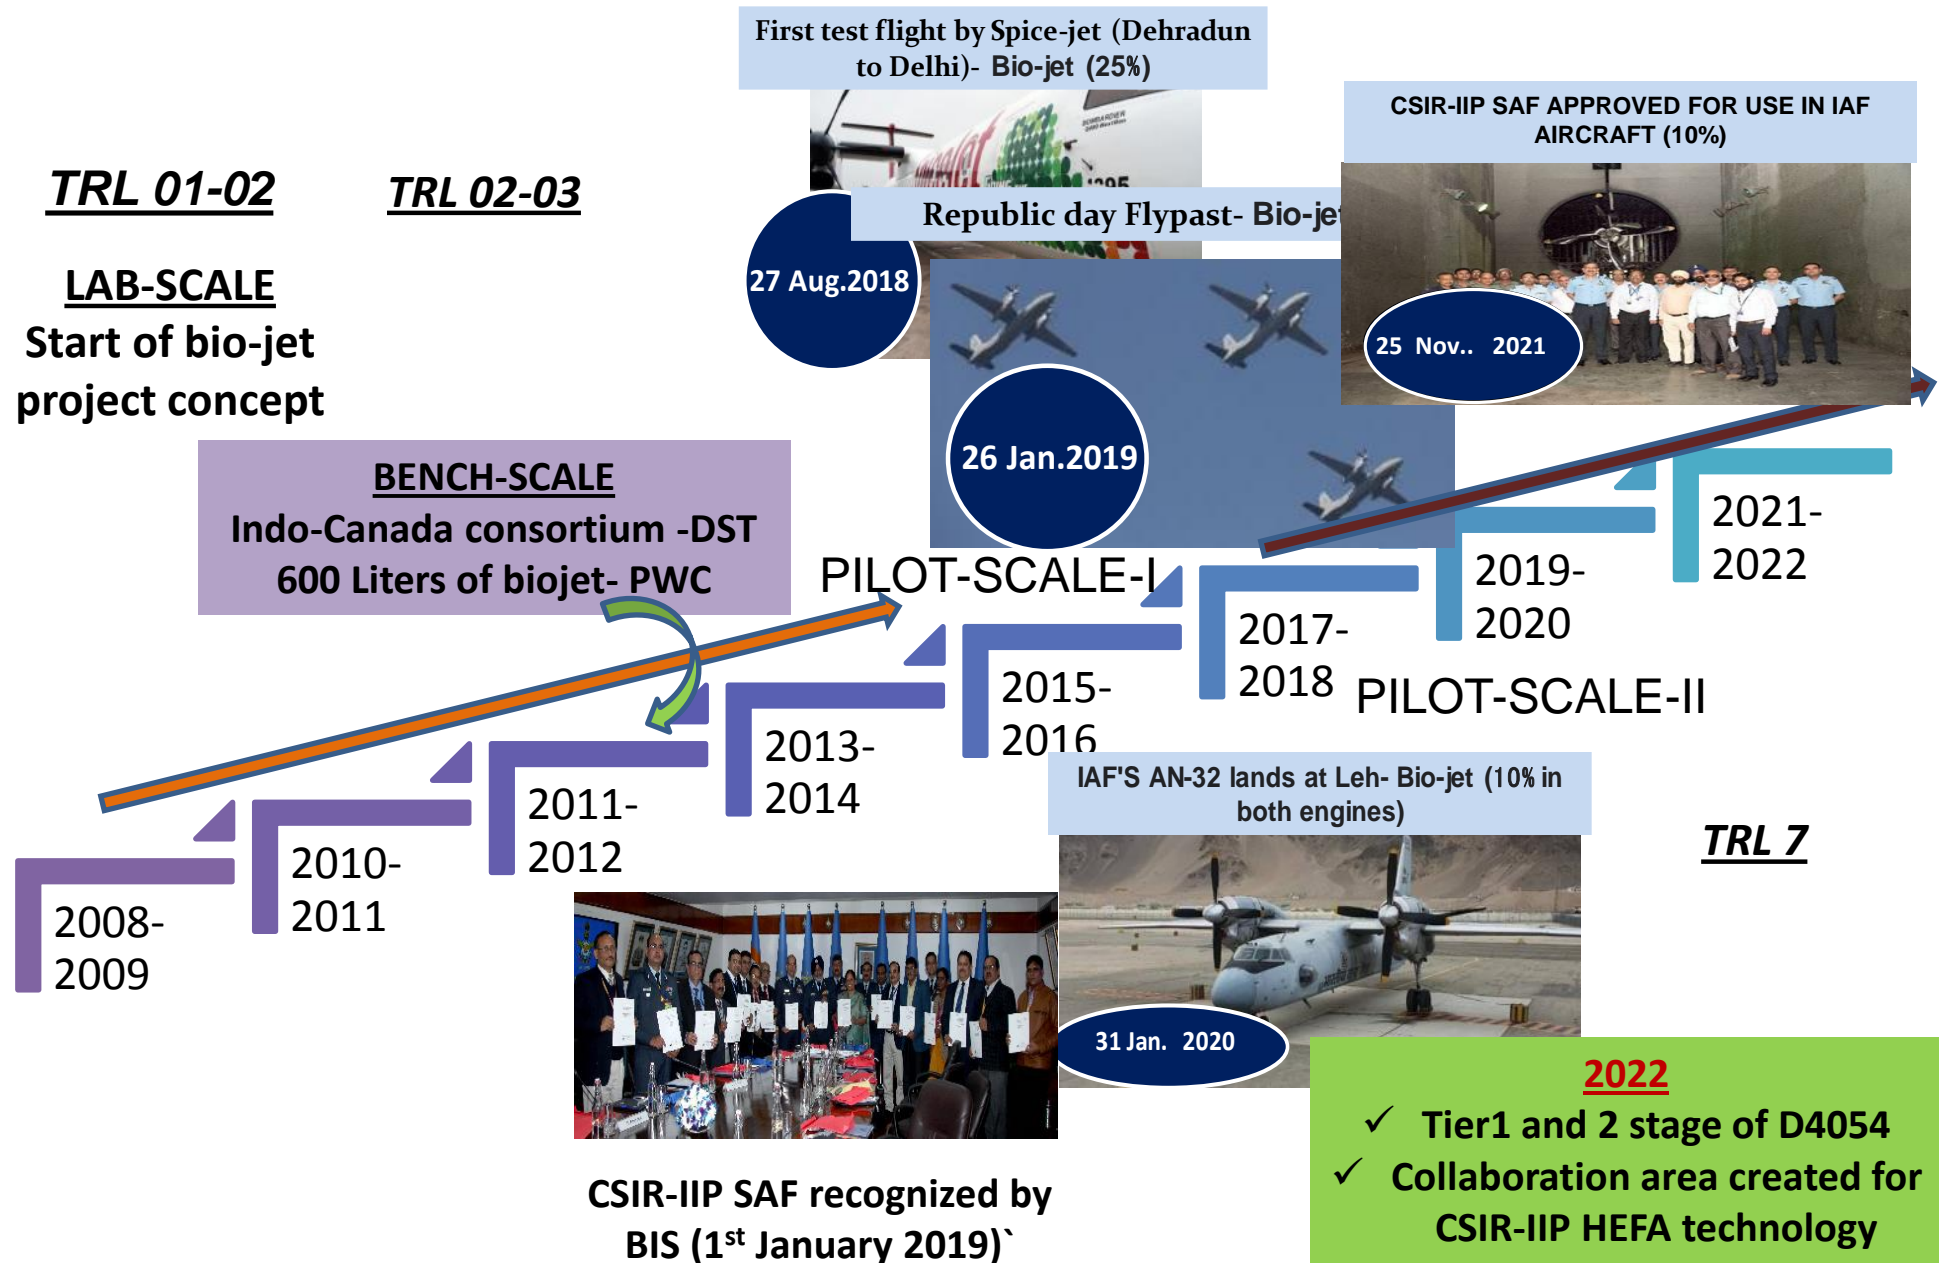 First test flight by Spice-jet (Dehradun
to Delhi)- Bio-jet (25%)
CSIR-IIP SAF APPROVED FOR USE IN IAF
AIRCRAFT (10%)
TRL 01-02
TRL 02-03
Republic day Flypast- Bio-jet
LAB-SCALE
Start of bio-jet
project concept
27 Aug.2018
25 Nov.. 2021
26 Jan.2019
BENCH-SCALE
Indo-Canada consortium -DST
600 Liters of biojet- PWC
PILOT-SCALE-I
2021-
2022
2019-
2020
2017-
2018
PILOT-SCALE-II
2015-
2016
2013-
2014
2011-
2012
2010-
2011
2008-
2009
IAF'S AN-32 lands at Leh- Bio-jet (10% in
both engines)
TRL 7
31 Jan. 2020
CSIR-IIP SAF recognized by
BIS (1st January 2019)`
2022
✓ Tier1 and 2 stage of D4054
✓ Collaboration area created for
CSIR-IIP HEFA technology